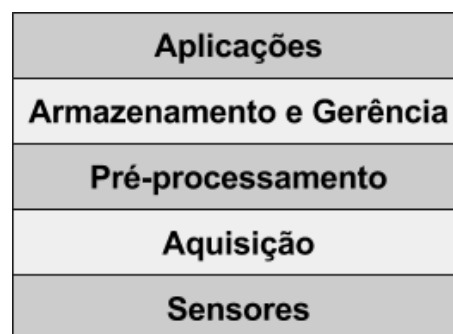 Aplicações
Armazenamento e Gerência
Pré-processamento
Aquisição
Sensores